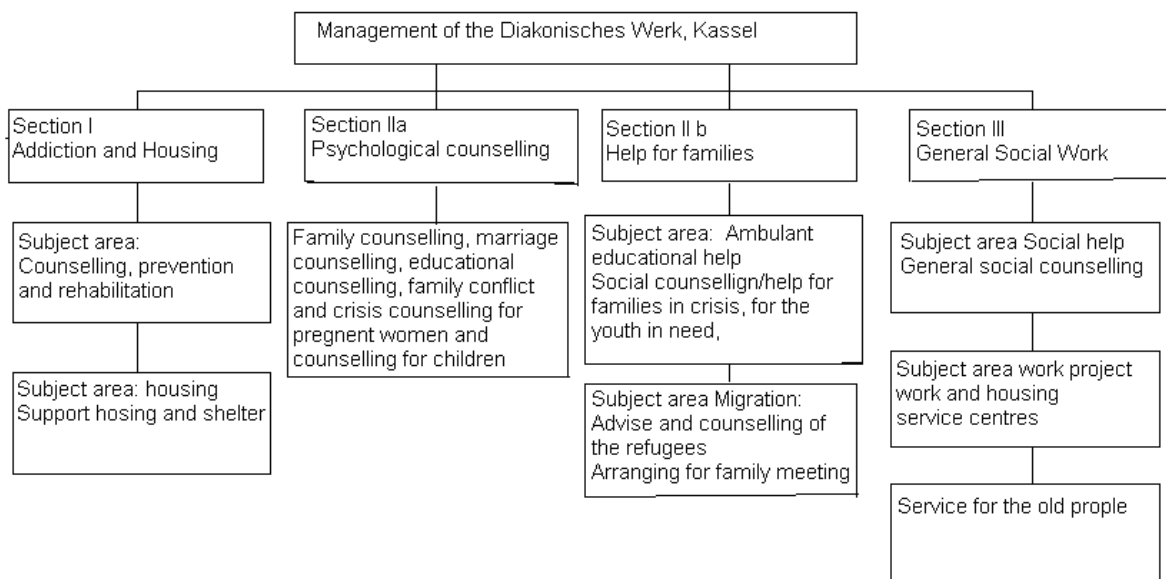 Management of the Diakonisches Werk, Kassel
Section I
Addiction and Housing
Section IIa
Psychological counselling
Section II b
Help for families
Section III
General Social Work
Subject area:
Counselling, prevention
and rehabilitation
Subject area: housing
Support hosing and shelter
Family counselling, marriage
counselling, educational
counselling, family conflict
and crisis counselling for
pregnent women and
counselling for children
Subject area: Ambulant
educational help
Social counsellign/help for
families in crisis, for the
youth in need,
Subject area Migration:
Advise and counselling of
the refugees
Arranging for family meeting
Subject area Social help
General social counselling
Subject area work project
work and housing
service centres
Service for the old prople